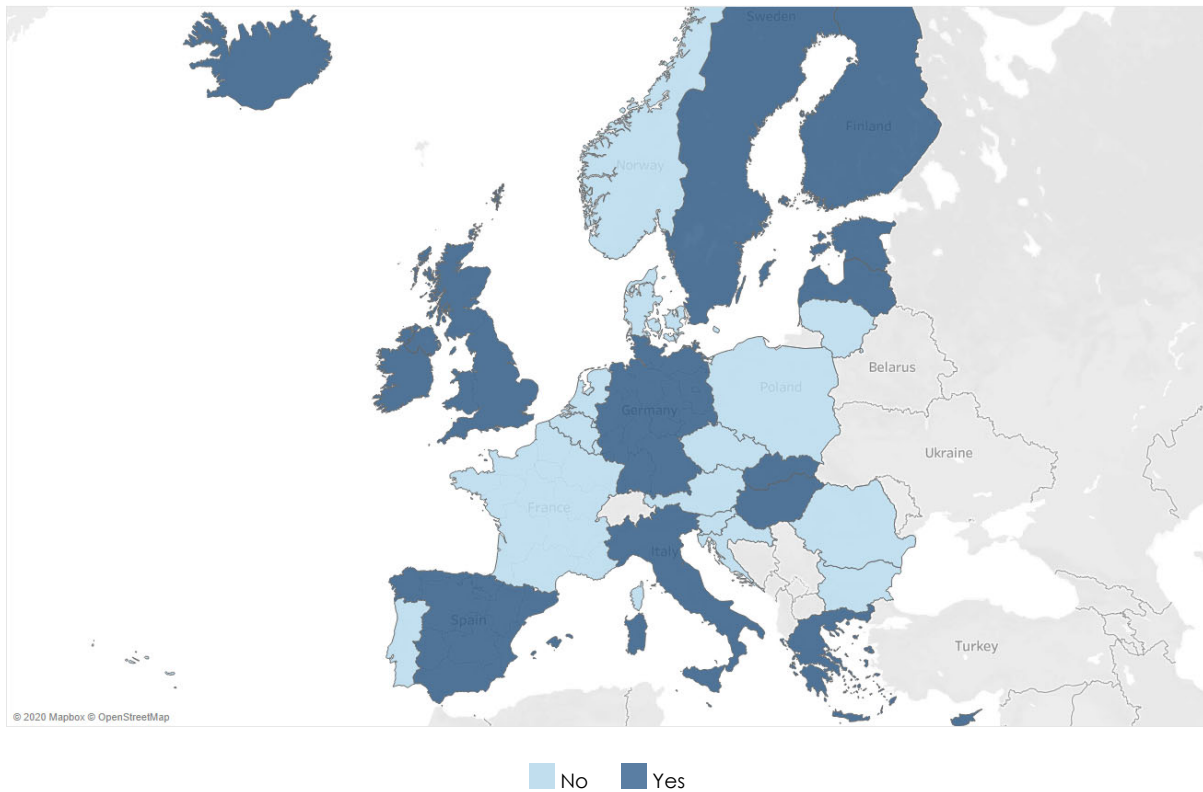 Sweden
Finland
Norway
Belarus
Poland
Germany
Ukraine
France
Italy
Spain
Turkey
© 2020 Mapbox © OpenStreetMap
No Yes